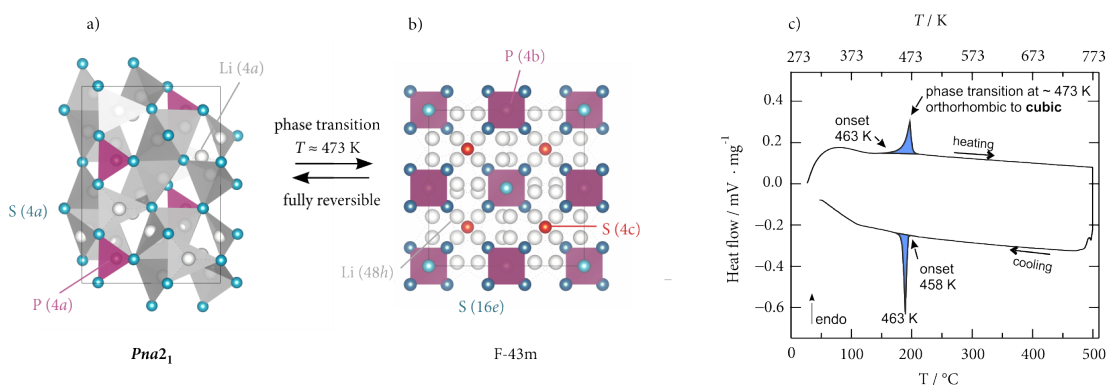 a)
b)
c)
Li (4a)
S (4a)
P (4a)
Pna2₁
phase transition
T ≈ 473 K
fully reversible
P (4b)
S (4c)
Li (48h)
S (16e)
F-43m
T / K
273 373 473 573 673 773
phase transition at ~ 473 K
orthorhombic to cubic
onset
463 K
heating
cooling
onset
458 K
463 K
endo
Heat flow / mV · mg⁻¹
0.4
0.2
0.0
−0.2
−0.4
−0.6
0 100 200 300 400 500
T / °C